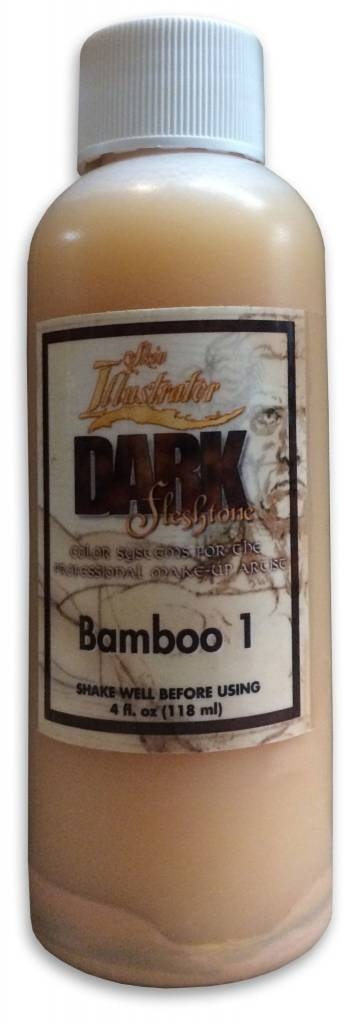 Skin
Illustrator
DARK
Fleshtone
COLOR SYSTEMS FOR THE
PROFESSIONAL MAKE-UP ARTIST
Bamboo 1
SHAKE WELL BEFORE USING
4 fl. oz (118 ml)